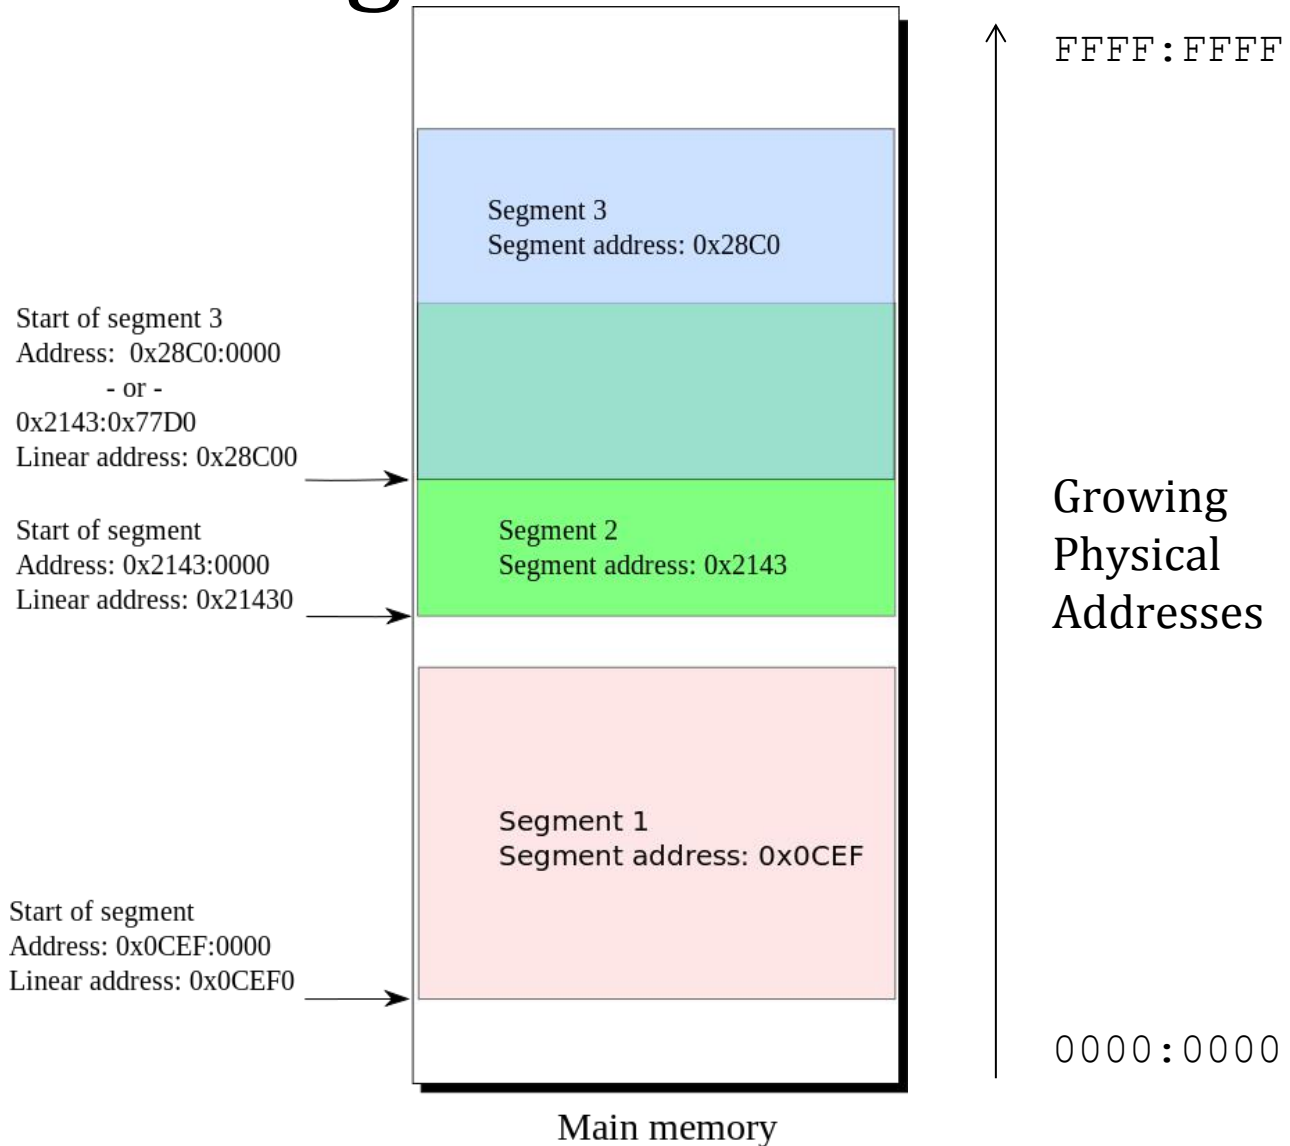 FFFF:FFFF
Segment 3
Segment address: 0x28C0
Start of segment 3
Address: 0x28C0:0000
- or -
0x2143:0x77D0
Linear address: 0x28C00
Start of segment
Address: 0x2143:0000
Linear address: 0x21430
Segment 2
Segment address: 0x2143
Growing
Physical
Addresses
Segment 1
Segment address: 0x0CEF
Start of segment
Address: 0x0CEF:0000
Linear address: 0x0CEF0
0000:0000
Main memory